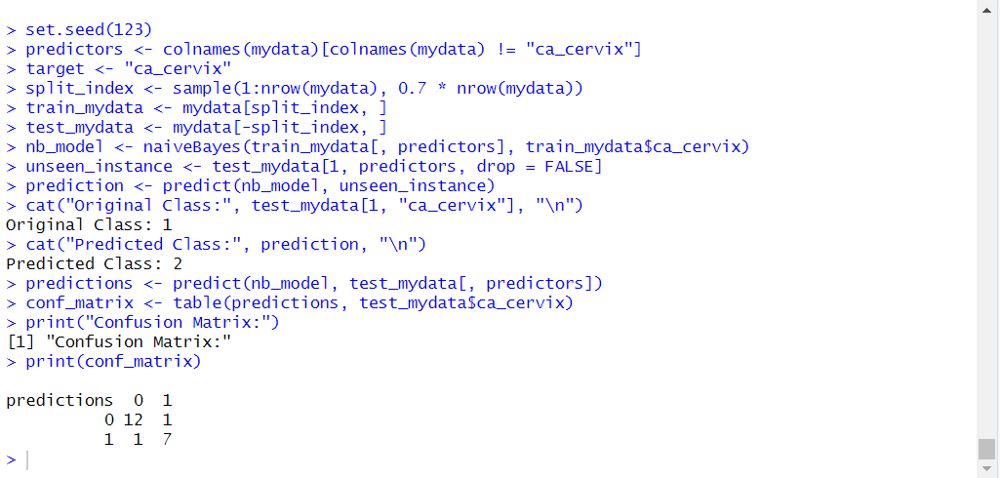 > set.seed(123)
> predictors <- colnames(mydata)[colnames(mydata) != "ca_cervix"]
> target <- "ca_cervix"
> split_index <- sample(1:nrow(mydata), 0.7 * nrow(mydata))
> train_mydata <- mydata[split_index, ]
> test_mydata <- mydata[-split_index, ]
> nb_model <- naiveBayes(train_mydata[, predictors], train_mydata$ca_cervix)
> unseen_instance <- test_mydata[1, predictors, drop = FALSE]
> prediction <- predict(nb_model, unseen_instance)
> cat("Original Class:", test_mydata[1, "ca_cervix"], "\n")
Original Class: 1
> cat("Predicted Class:", prediction, "\n")
Predicted Class: 2
> predictions <- predict(nb_model, test_mydata[, predictors])
> conf_matrix <- table(predictions, test_mydata$ca_cervix)
> print("Confusion Matrix:")
[1] "Confusion Matrix:"
> print(conf_matrix)
predictions  0  1
          0 12  1
          1  1  7
>